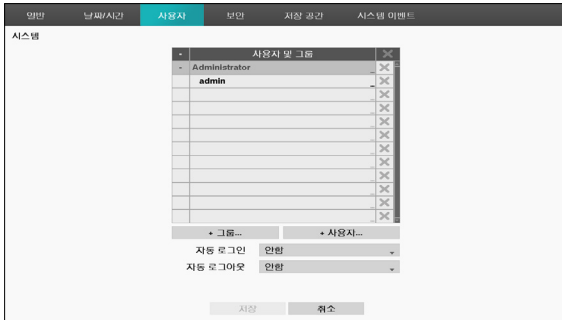 일반 날짜/시간 사용자 보안 저장 공간 시스템 이벤트
시스템
- 사용자 및 그룹
- Administrator
admin
+ 그룹... + 사용자...
자동 로그인 안함
자동 로그아웃 안함
저장 취소